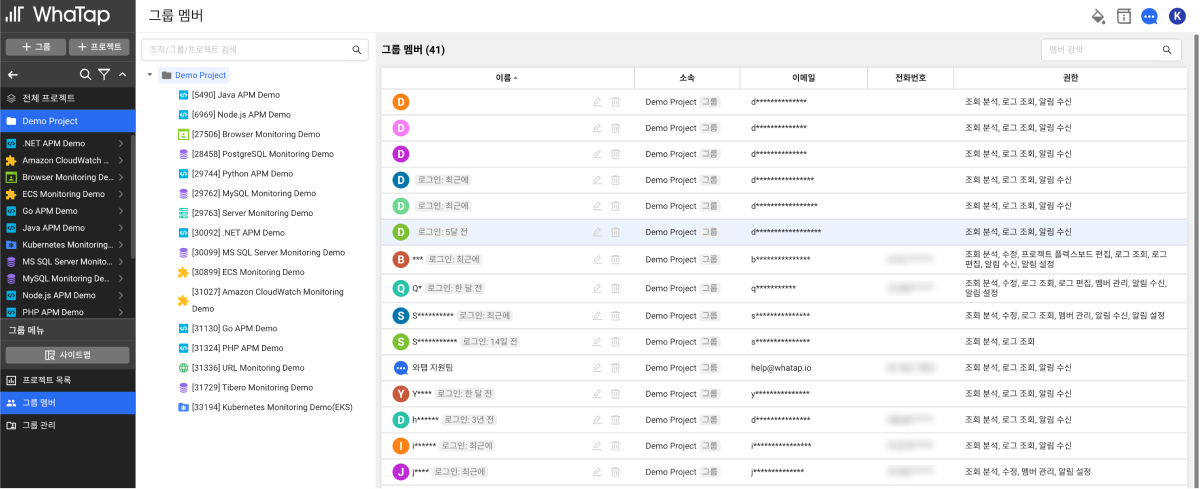 WhaTap
그룹 멤버
K
+ 그룹
+ 프로젝트
전체 프로젝트
Demo Project
.NET APM Demo
Amazon CloudWatch ...
Browser Monitoring De...
ECS Monitoring Demo
Go APM Demo
Java APM Demo
Kubernetes Monitoring...
MS SQL Server Monito...
MySQL Monitoring De...
Node.js APM Demo
PHP APM Demo
그룹 메뉴
사이트맵
프로젝트 목록
그룹 멤버
그룹 관리
조직/그룹/프로젝트 검색
Demo Project
[5490] Java APM Demo
[6969] Node.js APM Demo
[27506] Browser Monitoring Demo
[28458] PostgreSQL Monitoring Demo
[29744] Python APM Demo
[29762] MySQL Monitoring Demo
[29763] Server Monitoring Demo
[30092] .NET APM Demo
[30099] MS SQL Server Monitoring Demo
[30899] ECS Monitoring Demo
[31027] Amazon CloudWatch Monitoring
Demo
[31130] Go APM Demo
[31324] PHP APM Demo
[31336] URL Monitoring Demo
[31729] Tibero Monitoring Demo
[33194] Kubernetes Monitoring Demo(EKS)
그룹 멤버 (41)
멤버 검색
이름 소속 이메일 전화번호 권한
D Demo Project 그룹 d************** 조회 분석, 로그 조회, 알림 수신
D Demo Project 그룹 d************** 조회 분석, 로그 조회, 알림 수신
D Demo Project 그룹 d************** 조회 분석, 로그 조회, 알림 수신
D 로그인: 최근에 Demo Project 그룹 d**************** 조회 분석, 로그 조회, 알림 수신
D 로그인: 최근에 Demo Project 그룹 d***************** 조회 분석, 로그 조회, 알림 수신
D 로그인: 5달 전 Demo Project 그룹 d****************** 조회 분석, 로그 조회, 알림 수신
B *** 로그인: 최근에 Demo Project 그룹 b*************** 조회 분석, 수정, 프로젝트 플렉스보드 편집, 로그 조회, 로그
편집, 알림 수신, 알림 설정
Q Q* 로그인: 한 달 전 Demo Project 그룹 q*********** 조회 분석, 수정, 로그 조회, 로그 편집, 멤버 관리, 알림 수신,
알림 설정
S S********** 로그인: 최근에 Demo Project 그룹 s*************** 조회 분석, 수정, 로그 조회, 멤버 관리, 알림 수신, 알림 설정
S S*********** 로그인: 14일 전 Demo Project 그룹 s*************** 조회 분석, 수정, 로그 조회
와탭 지원팀 Demo Project 그룹 help@whatap.io 조회 분석, 로그 조회, 알림 수신
Y Y**** 로그인: 한 달 전 Demo Project 그룹 y*************** 조회 분석, 로그 조회, 알림 수신
D h****** 로그인: 3년 전 Demo Project 그룹 d*************** 조회 분석, 로그 조회, 알림 수신
I i****** 로그인: 최근에 Demo Project 그룹 i**************** 조회 분석, 로그 조회, 알림 수신
J j**** 로그인: 최근에 Demo Project 그룹 j************* 조회 분석, 수정, 멤버 관리, 알림 설정